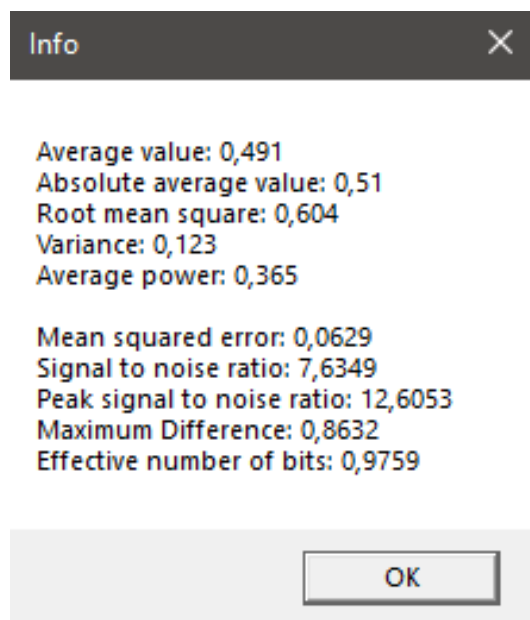 Info
Average value: 0,491
Absolute average value: 0,51
Root mean square: 0,604
Variance: 0,123
Average power: 0,365
Mean squared error: 0,0629
Signal to noise ratio: 7,6349
Peak signal to noise ratio: 12,6053
Maximum Difference: 0,8632
Effective number of bits: 0,9759
OK